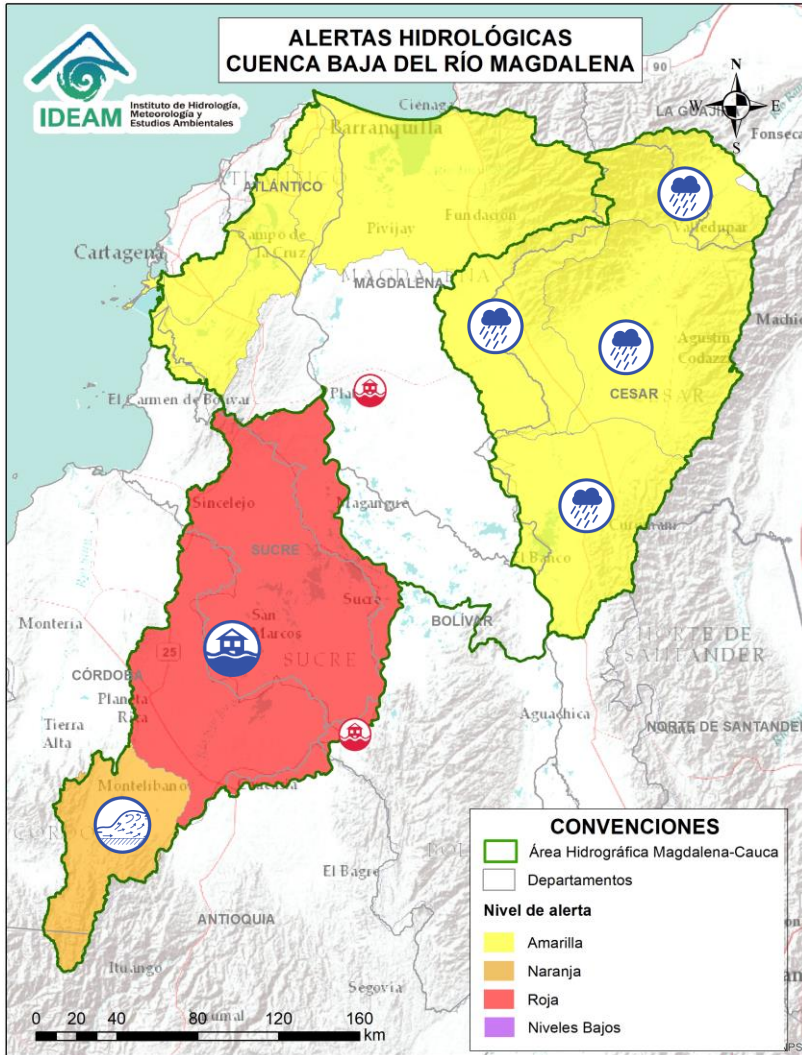 ALERTAS HIDROLÓGICAS
CUENCA BAJA DEL RÍO MAGDALENA
IDEAM
Instituto de Hidrología,
Meteorología y
Estudios Ambientales
90
N
W
E
S
Ciénaga
LA GUAJI
Fonseca
Barranquilla
ATLÁNTICO
Valledupar
Fundación
Pivijay
Campo de
la Cruz
Cartagena
MAGDALENA
Agustín
Codazzi
CESAR
El Carmen de Bolívar
Sincelejo
Magangué
El Banco
SUCRE
Sucre
San
Marcos
BOLÍVAR
Montería
SUCRE
25
CÓRDOBA
Planeta
Rica
Tierra
Alta
NORTE DE
SANTANDER
Aguachica
NORTE DE SANTANDER
Montelíbano
El Bagre
ANTIOQUIA
Ituango
Segovia
CONVENCIONES
Área Hidrográfica Magdalena-Cauca
Departamentos
Nivel de alerta
Amarilla
Naranja
Roja
Niveles Bajos
0 20 40 80 120 160
km